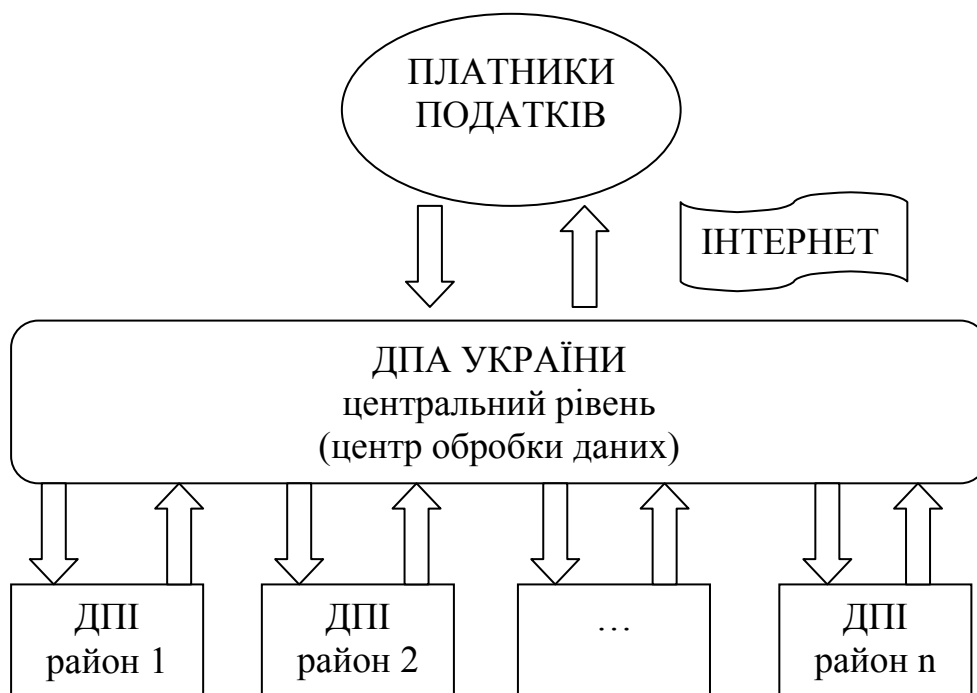 ПЛАТНИКИ
ПОДАТКІВ
ІНТЕРНЕТ
ДПА УКРАЇНИ
центральний рівень
(центр обробки даних)
ДПІ
район 1
ДПІ
район 2
…
ДПІ
район n